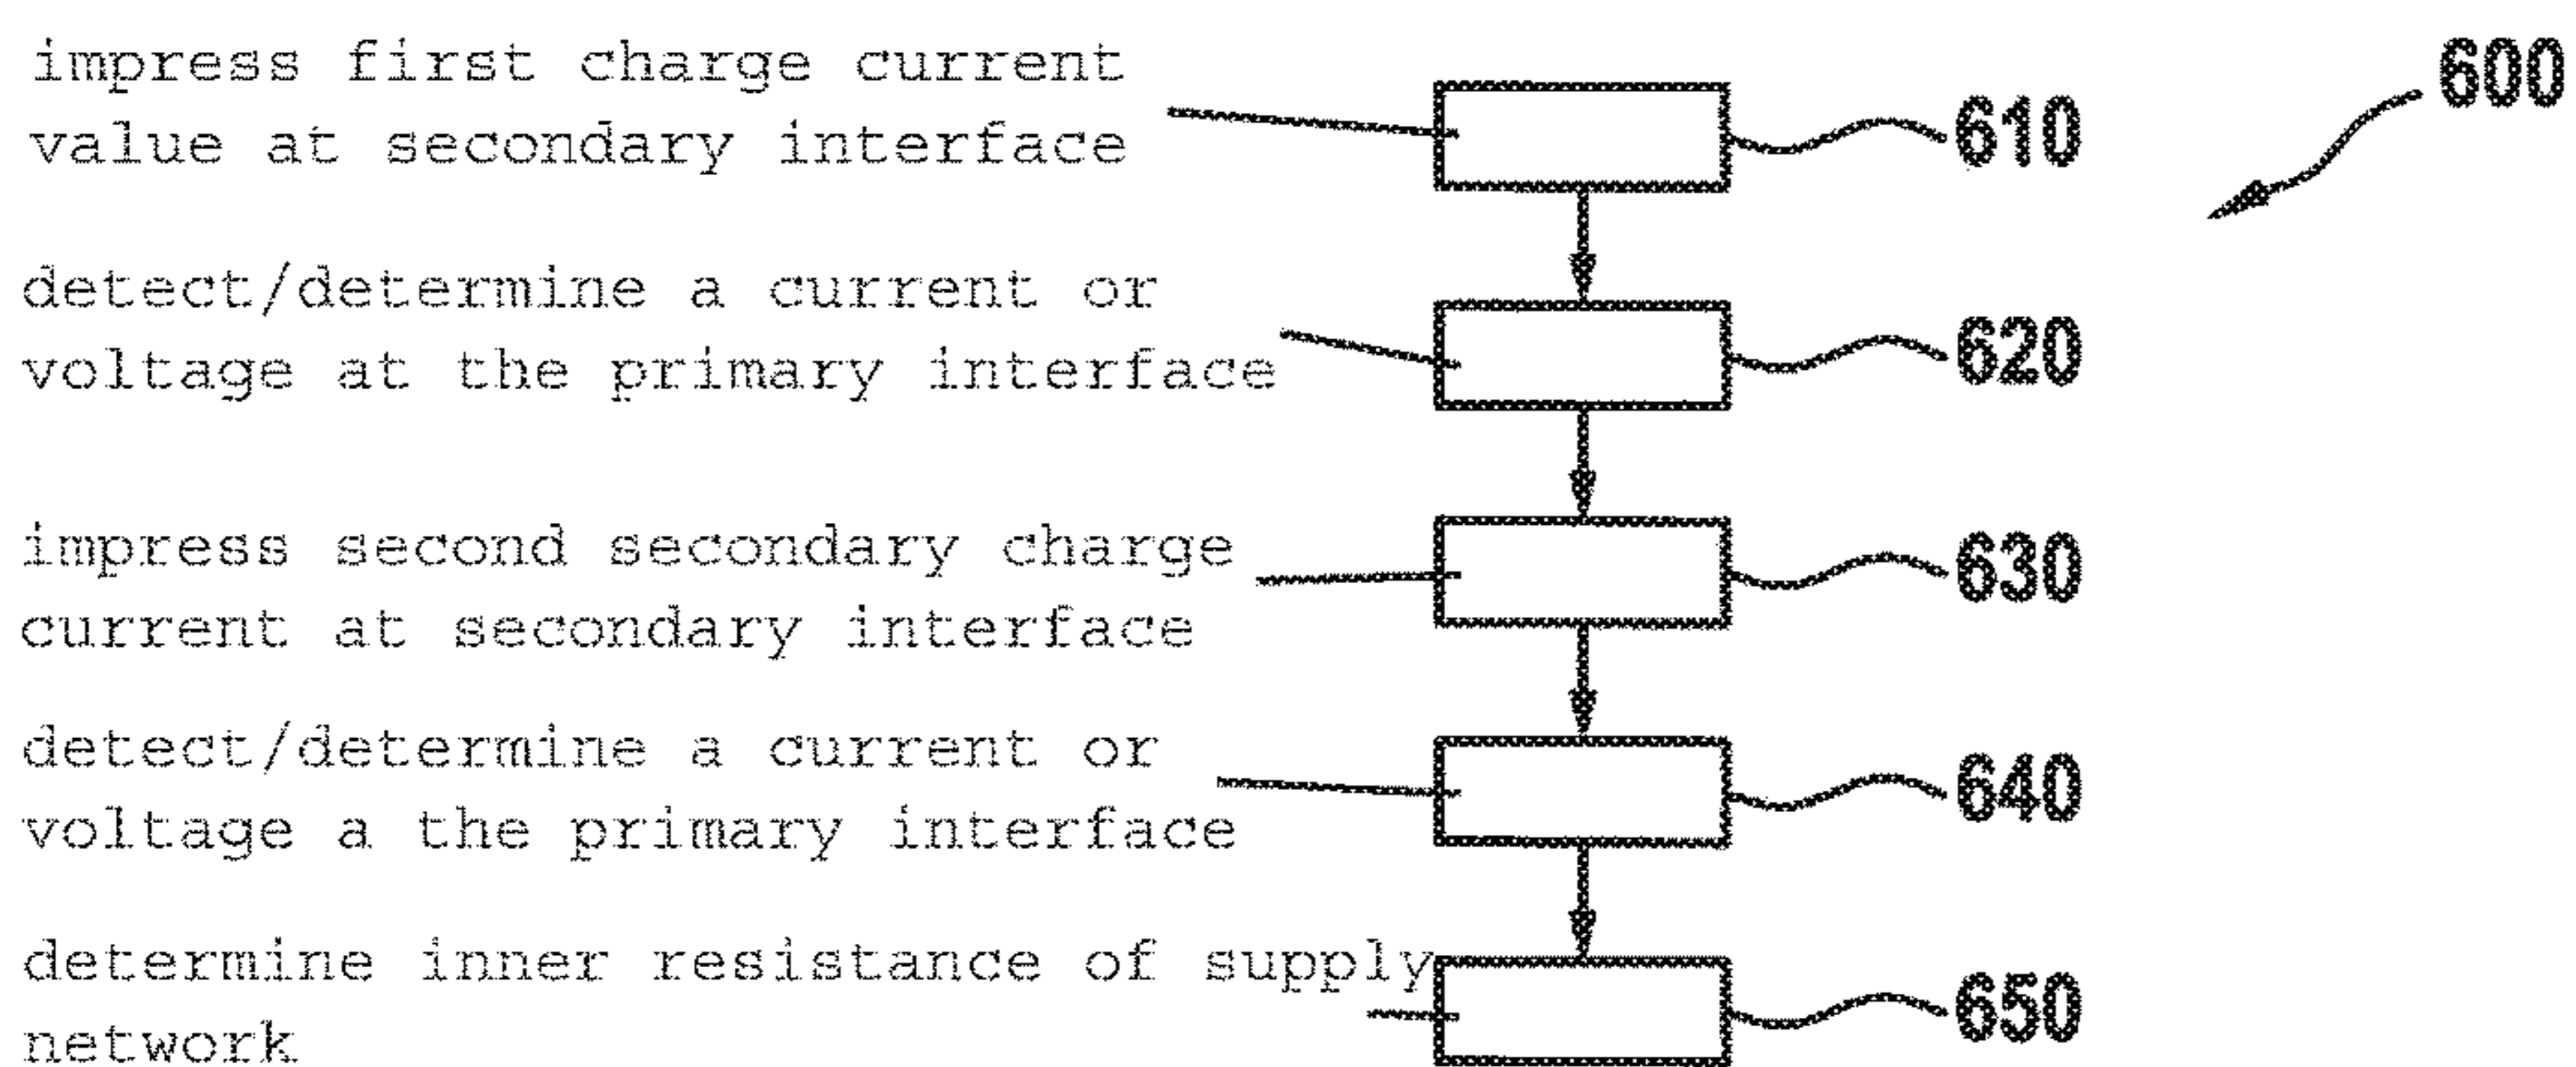 impress first charge current
value at secondary interface
610
600
detect/determine a current or
voltage at the primary interface
620
impress second secondary charge
current at secondary interface
630
detect/determine a current or
voltage a the primary interface
640
determine inner resistance of supply
network
650